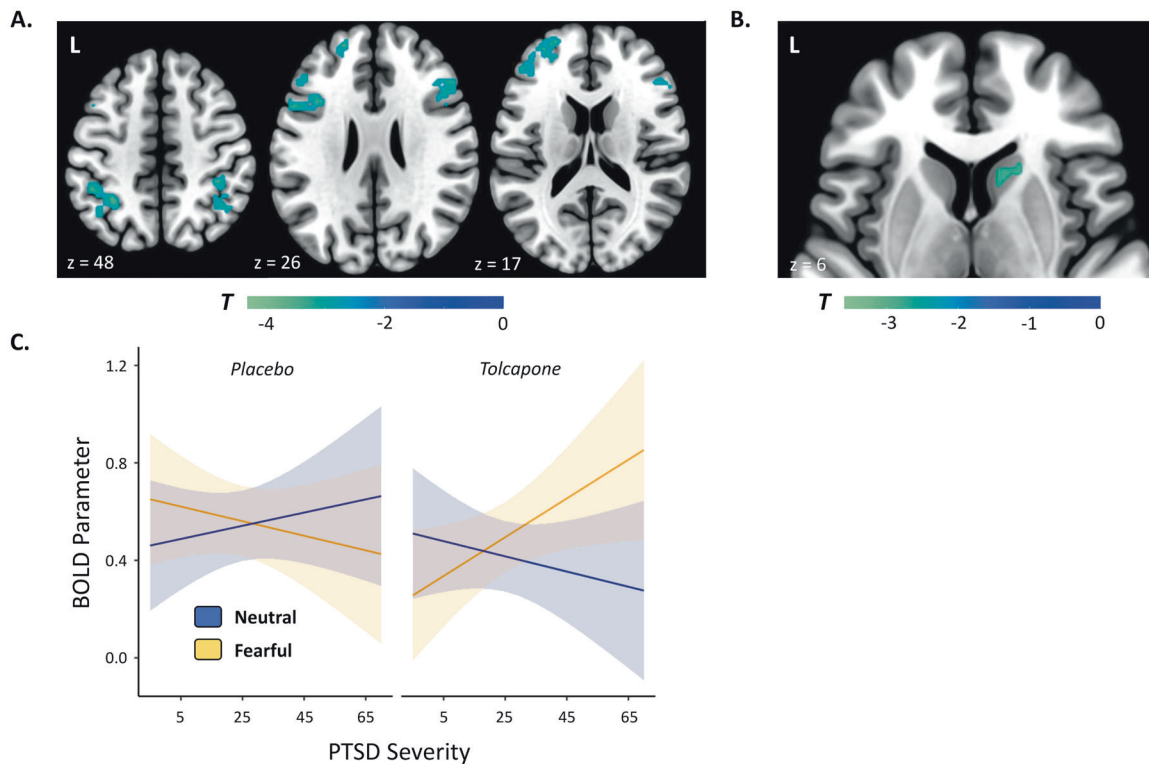 A.
B.
L
L
z = 48
z = 26
z = 17
z = 6
T
-4
-2
0
T
-3
-2
-1
0
C.
Placebo
Tolcapone
1.2
0.8
0.4
0.0
BOLD Parameter
Neutral
Fearful
5
25
45
65
5
25
45
65
PTSD Severity